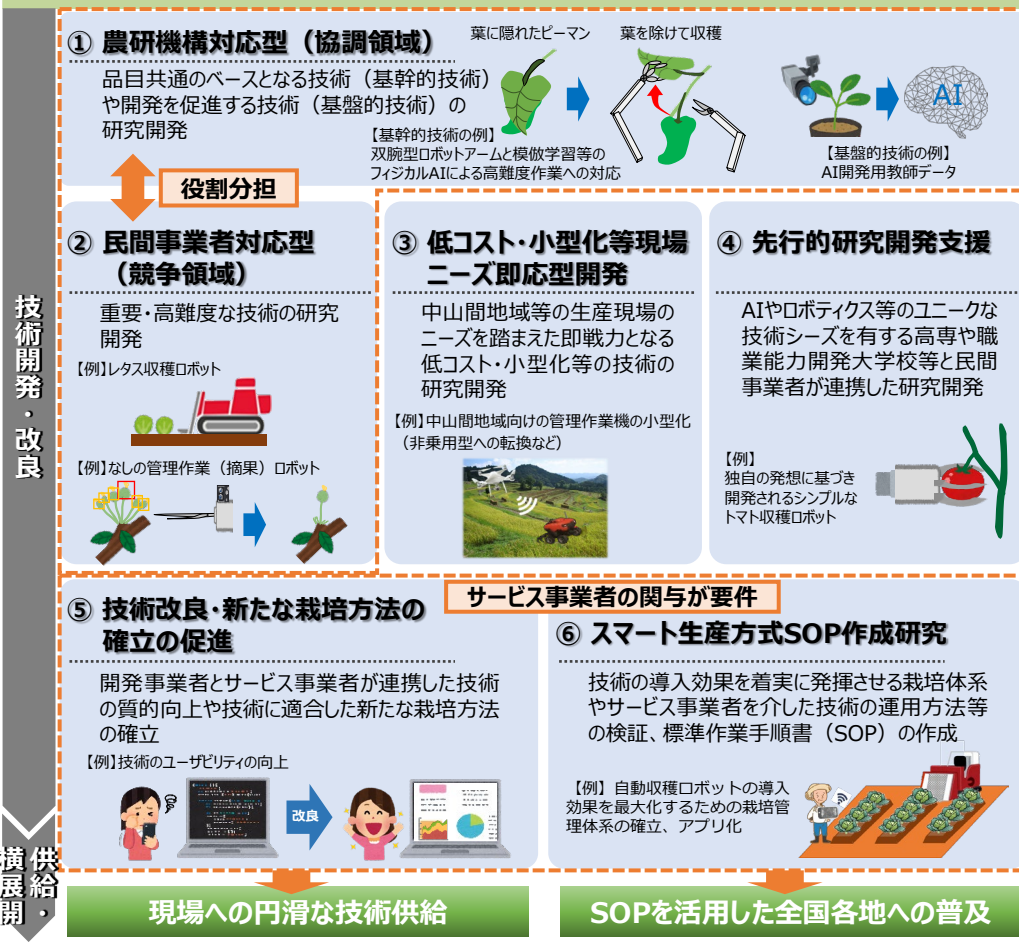 ① 農研機構対応型（協調領域）
品目共通のベースとなる技術（基幹的技術）
や開発を促進する技術（基盤的技術）の
研究開発
葉に隠れたピーマン
葉を除けて収穫
【基幹的技術の例】
双腕型ロボットアームと模倣学習等の
フィジカルAIによる高難度作業への対応
AI
【基盤的技術の例】
AI開発用教師データ
役割分担
② 民間事業者対応型
（競争領域）
重要・高難度な技術の研究
開発
【例】レタス収穫ロボット
【例】なしの管理作業（摘果）ロボット
③ 低コスト・小型化等現場
ニーズ即応型開発
中山間地域等の生産現場の
ニーズを踏まえた即戦力となる
低コスト・小型化等の技術の
研究開発
【例】中山間地域向けの管理作業機の小型化
（非乗用型への転換など）
④ 先行的研究開発支援
AIやロボティクス等のユニークな
技術シーズを有する高専や職
業能力開発大学校等と民間
事業者が連携した研究開発
【例】
独自の発想に基づき
開発されるシンプルな
トマト収穫ロボット
技術開発・改良
サービス事業者の関与が要件
⑤ 技術改良・新たな栽培方法の
確立の促進
開発事業者とサービス事業者が連携した技術
の質的向上や技術に適合した新たな栽培方法
の確立
【例】技術のユーザビリティの向上
改良
⑥ スマート生産方式SOP作成研究
技術の導入効果を着実に発揮させる栽培体系
やサービス事業者を介した技術の運用方法等
の検証、標準作業手順書（SOP）の作成
【例】自動収穫ロボットの導入
効果を最大化するための栽培管
理体系の確立、アプリ化
供給・
横展開
現場への円滑な技術供給
SOPを活用した全国各地への普及